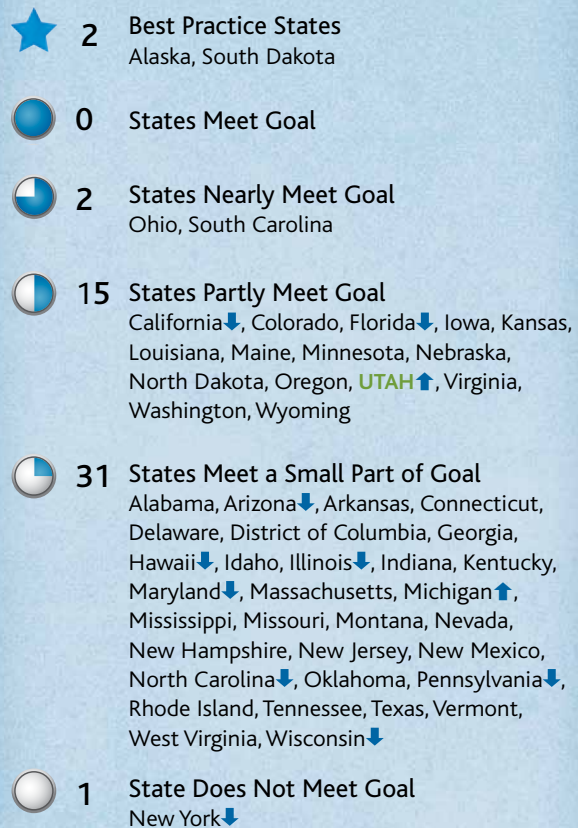 2 Best Practice States
Alaska, South Dakota
0 States Meet Goal
2 States Nearly Meet Goal
Ohio, South Carolina
15 States Partly Meet Goal
California⬇, Colorado, Florida⬇, Iowa, Kansas,
Louisiana, Maine, Minnesota, Nebraska,
North Dakota, Oregon, UTAH⬆, Virginia,
Washington, Wyoming
31 States Meet a Small Part of Goal
Alabama, Arizona⬇, Arkansas, Connecticut,
Delaware, District of Columbia, Georgia,
Hawaii⬇, Idaho, Illinois⬇, Indiana, Kentucky,
Maryland⬇, Massachusetts, Michigan⬆,
Mississippi, Missouri, Montana, Nevada,
New Hampshire, New Jersey, New Mexico,
North Carolina⬇, Oklahoma, Pennsylvania⬇,
Rhode Island, Tennessee, Texas, Vermont,
West Virginia, Wisconsin⬇
1 State Does Not Meet Goal
New York⬇